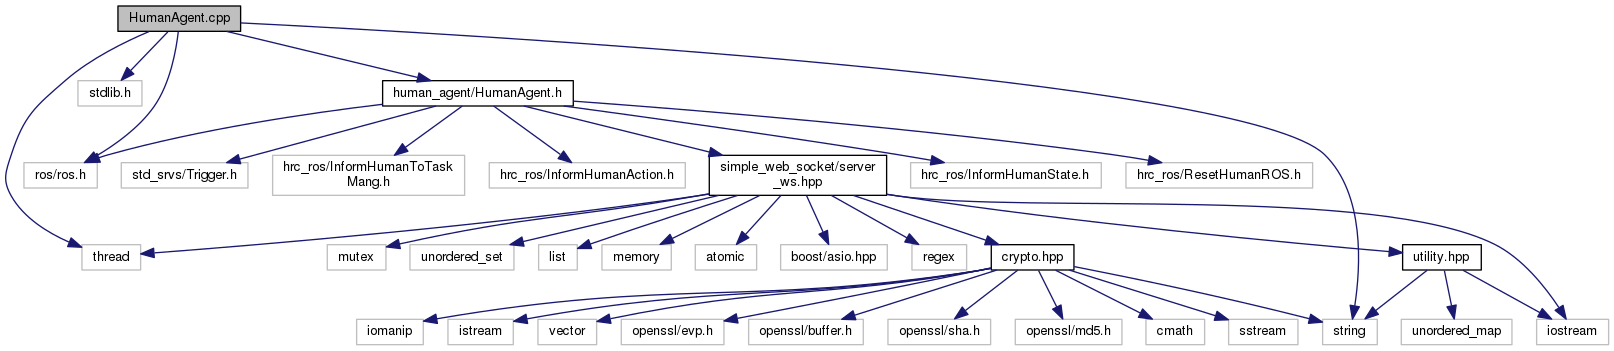 HumanAgent.cpp
stdlib.h
human_agent/HumanAgent.h
ros/ros.h
std_srvs/Trigger.h
hrc_ros/InformHumanToTask
Mang.h
hrc_ros/InformHumanAction.h
simple_web_socket/server
_ws.hpp
hrc_ros/InformHumanState.h
hrc_ros/ResetHumanROS.h
thread
mutex
unordered_set
list
memory
atomic
boost/asio.hpp
regex
crypto.hpp
utility.hpp
iomanip
istream
vector
openssl/evp.h
openssl/buffer.h
openssl/sha.h
openssl/md5.h
cmath
sstream
string
unordered_map
iostream